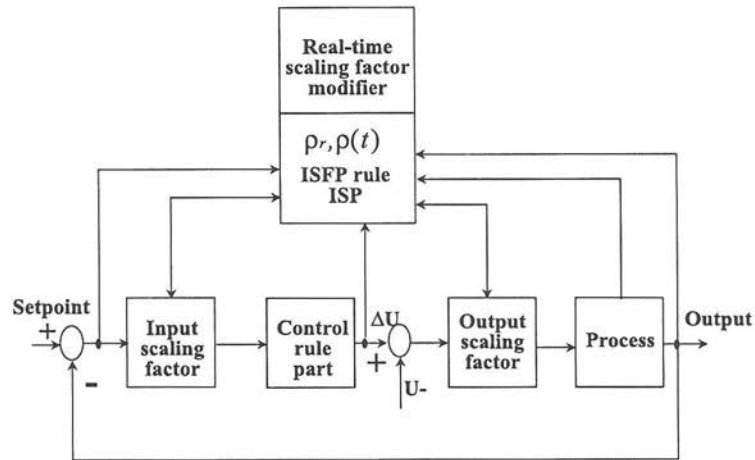 Real-time
scaling factor
modifier
ρr,ρ(t)
ISFP rule
ISP
Setpoint
+
-
Input
scaling
factor
Control
rule
part
ΔU
+
U-
Output
scaling
factor
Process
Output